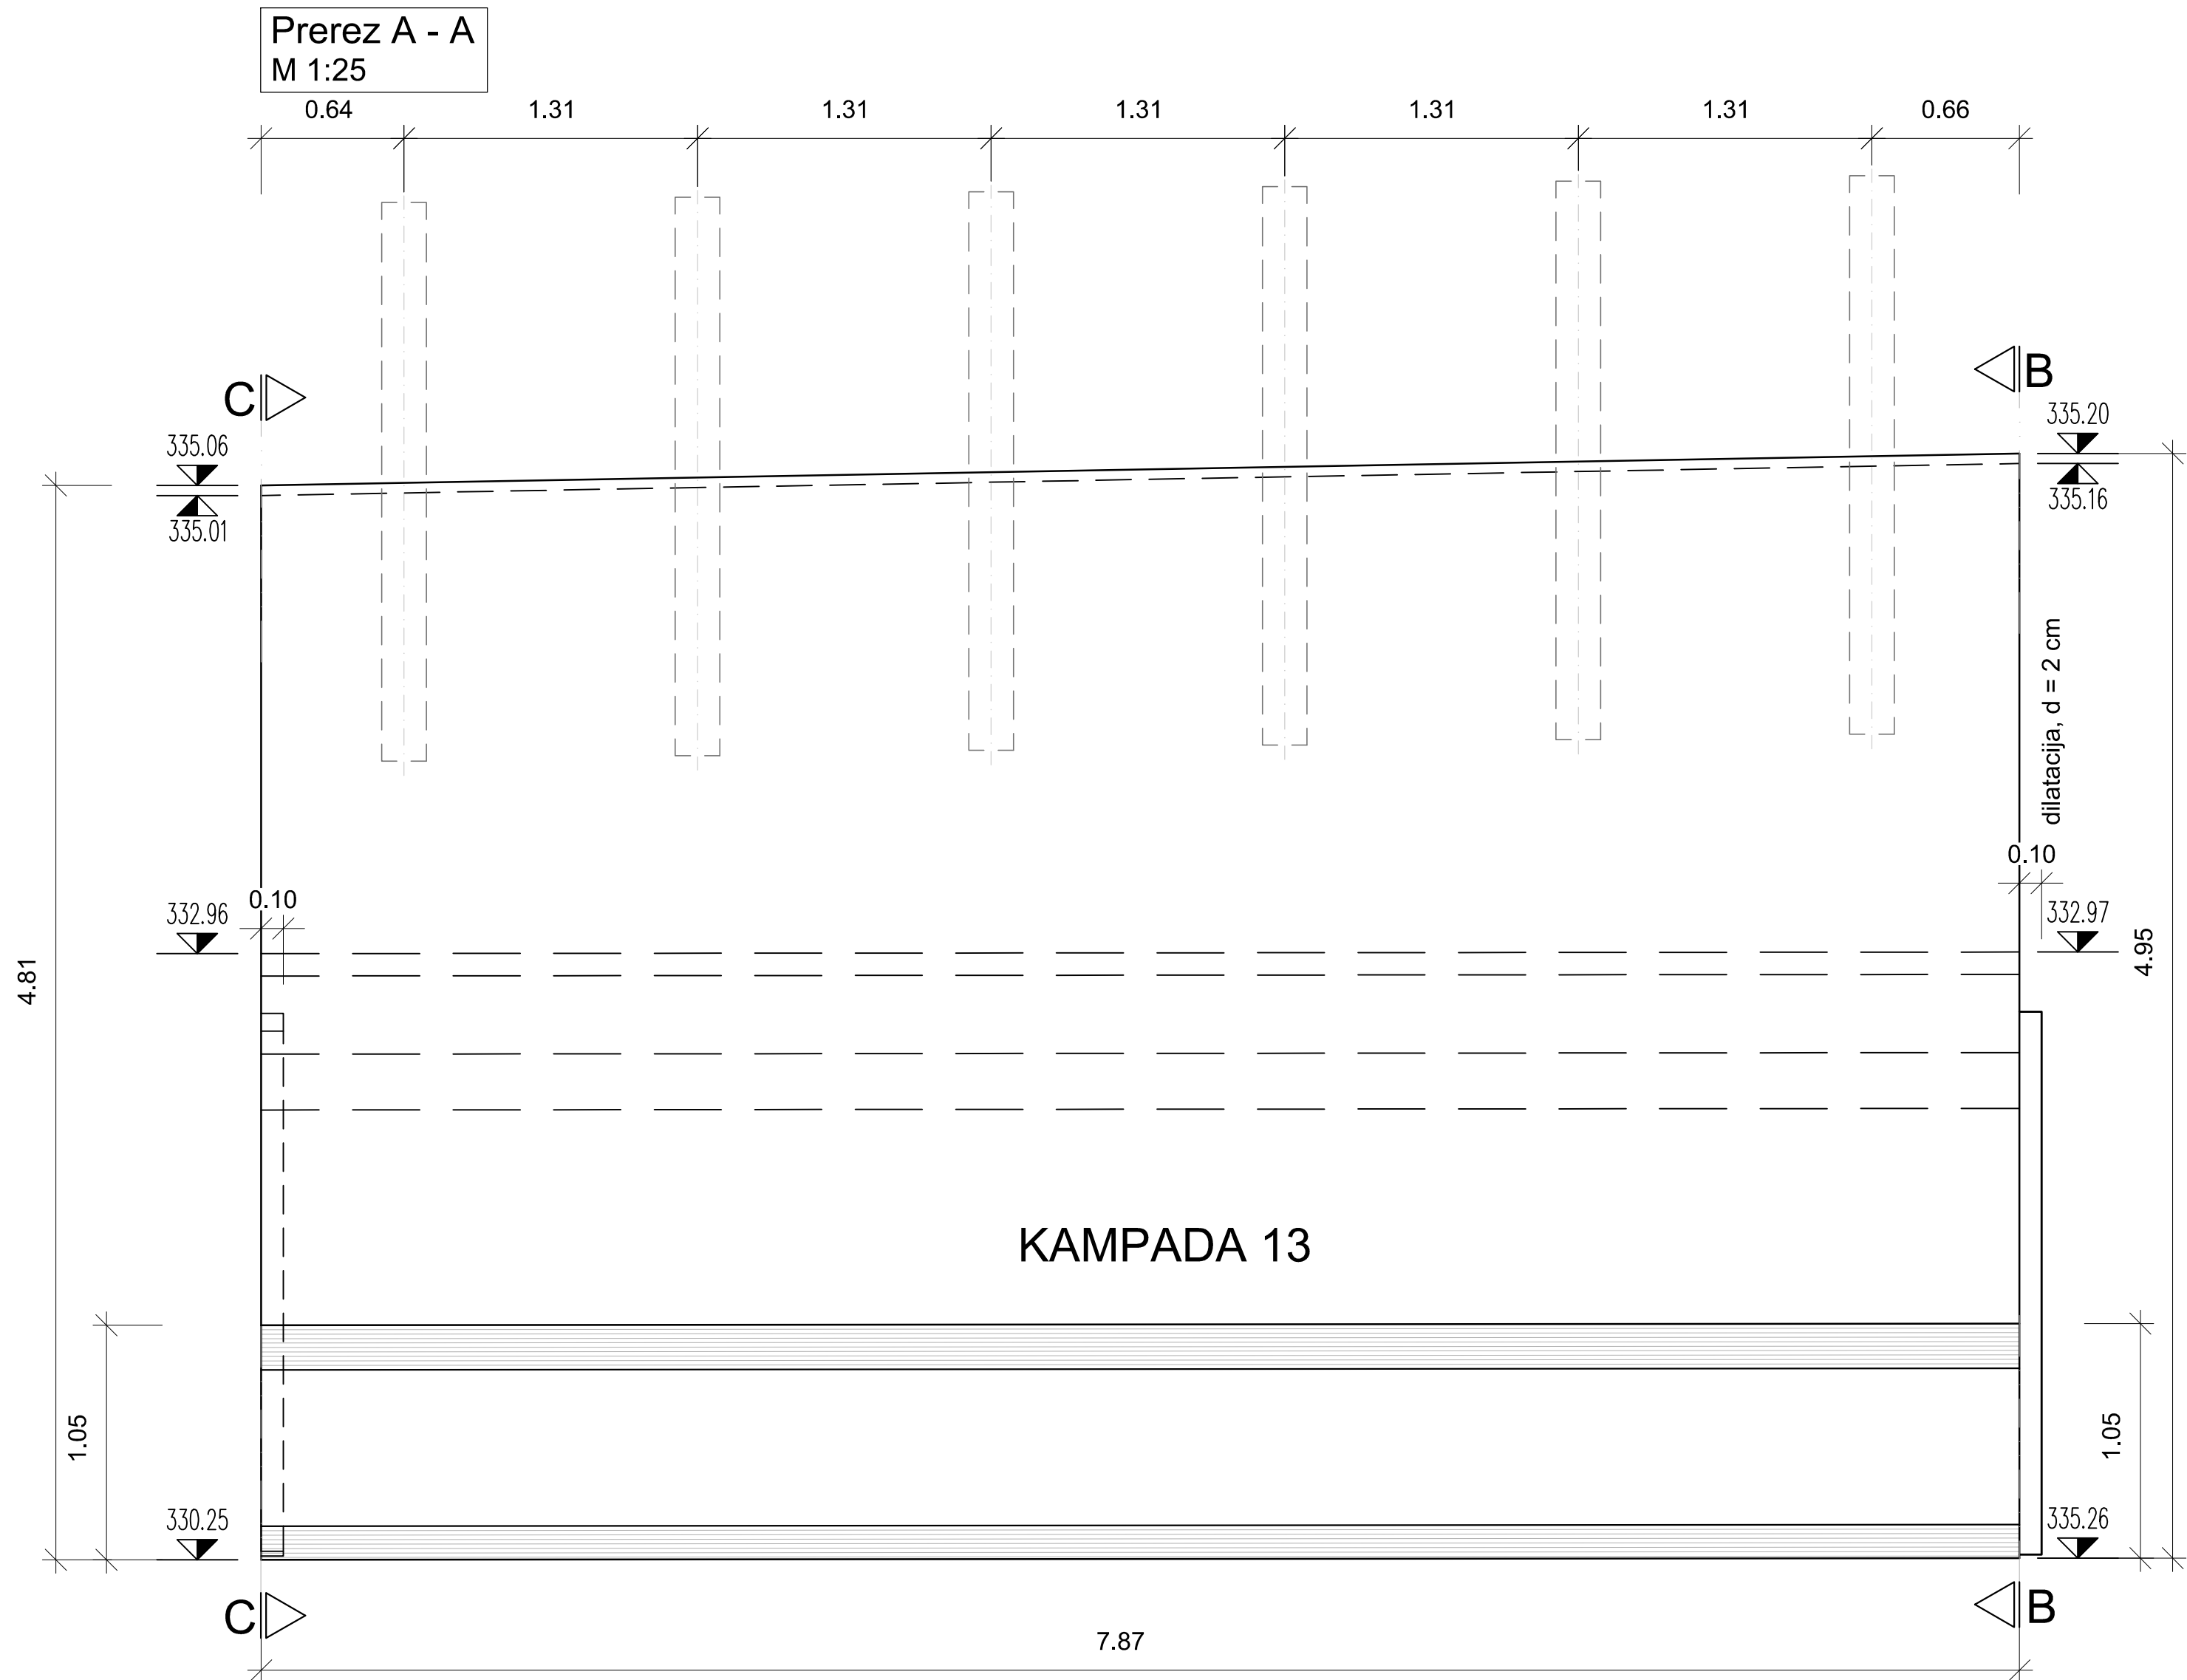 Prerez A - A
M 1:25
0.64 1.31 1.31 1.31 1.31 1.31 0.66
C B
335.06 335.20
335.01 335.16
dilatacija, d = 2 cm
0.10 0.10
332.96 332.97
4.81 4.95
KAMPADA 13
1.05 1.05
330.25 335.26
C B
7.87